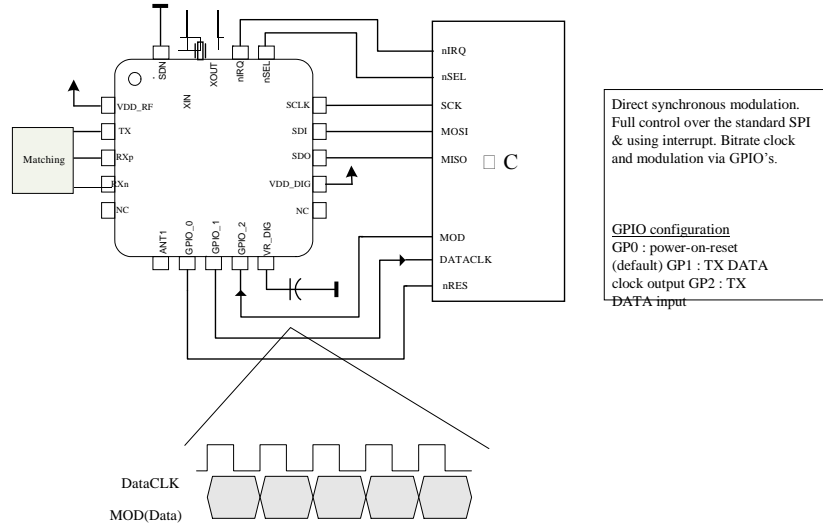 SDN
XIN
XOUT
nIRQ
nSEL
VDD_RF
TX
RXp
RXn
NC
Matching
SCLK
SDI
SDO
VDD_DIG
NC
ANT1
GPIO_0
GPIO_1
GPIO_2
VR_DIG
nIRQ
nSEL
SCK
MOSI
MISO
□ C
MOD
DATACLK
nRES
Direct synchronous modulation.
Full control over the standard SPI
& using interrupt. Bitrate clock
and modulation via GPIO's.
GPIO configuration
GP0 : power-on-reset
(default) GP1 : TX DATA
clock output GP2 : TX
DATA input
DataCLK
MOD(Data)